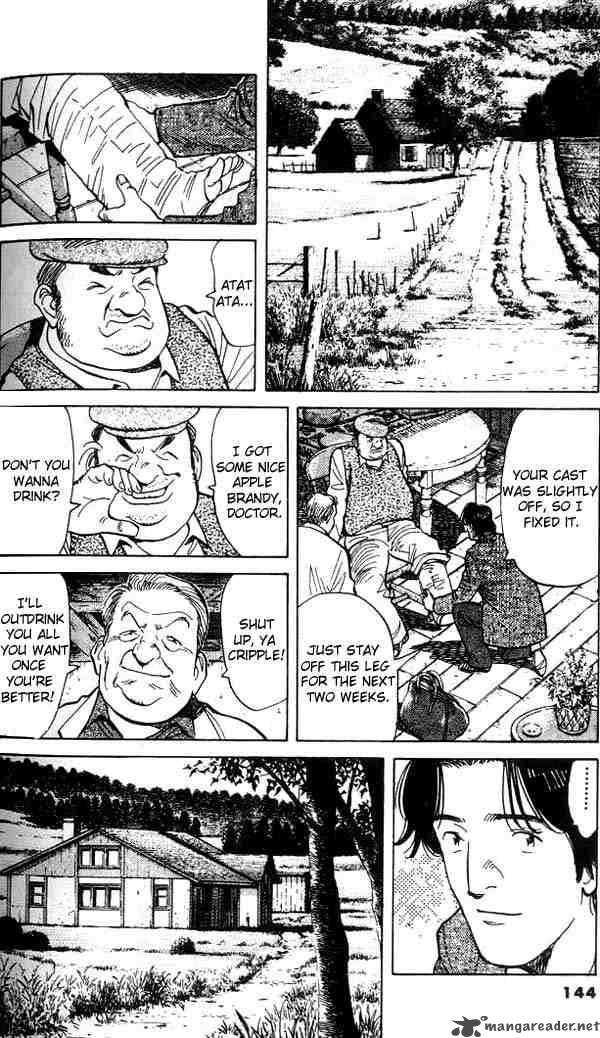 ATAT
ATA...
YOUR CAST
WAS SLIGHTLY
OFF, SO I
FIXED IT.
JUST STAY
OFF THIS LEG
FOR THE NEXT
TWO WEEKS.
I GOT
SOME NICE
APPLE
BRANDY,
DOCTOR.
DON'T YOU
WANNA
DRINK?
SHUT
UP, YA
CRIPPLE!
I'LL
OUTDRINK
YOU ALL
YOU WANT
ONCE
YOU'RE
BETTER!
........
144
mangareader.net